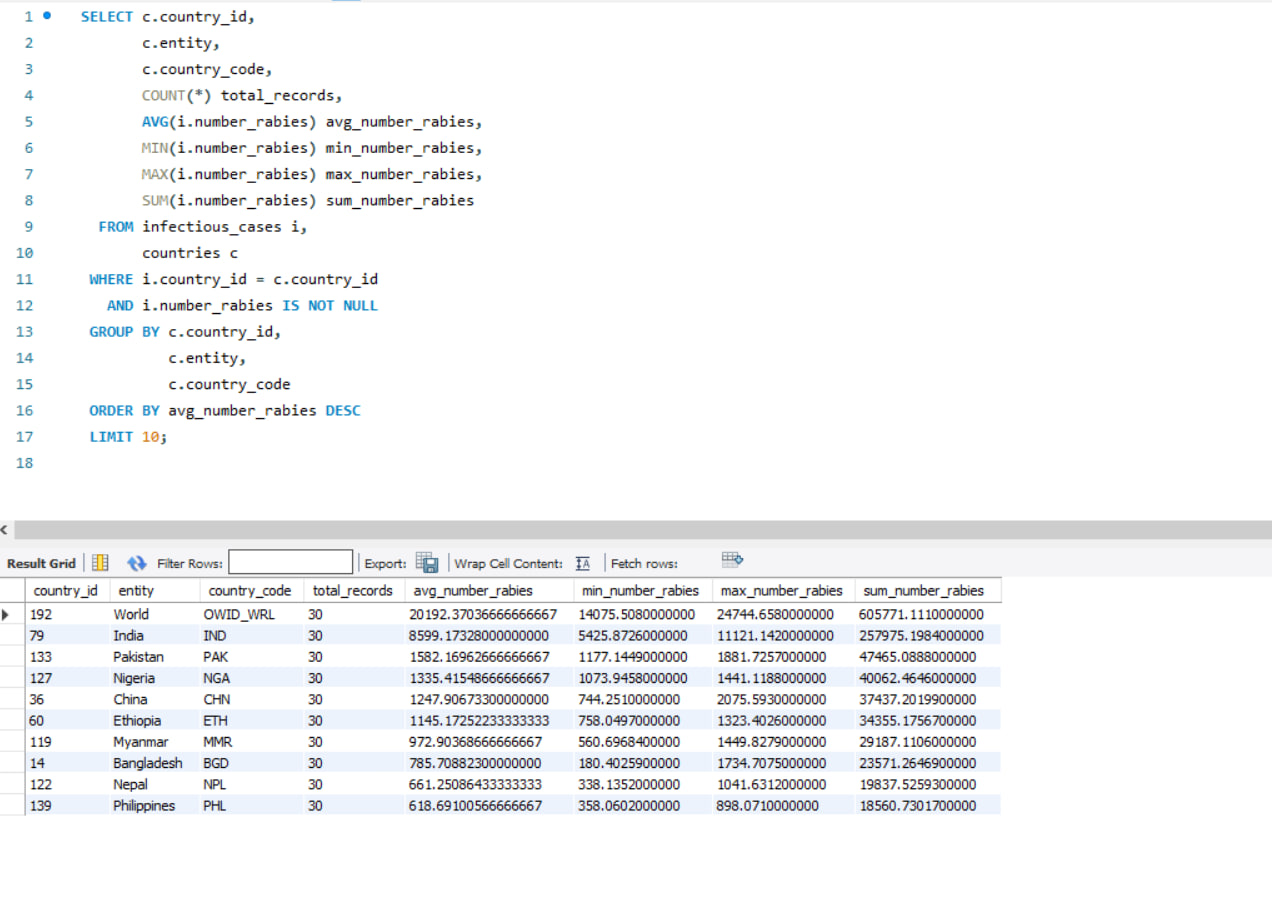 1 SELECT c.country_id,
2 c.entity,
3 c.country_code,
4 COUNT(*) total_records,
5 AVG(i.number_rabies) avg_number_rabies,
6 MIN(i.number_rabies) min_number_rabies,
7 MAX(i.number_rabies) max_number_rabies,
8 SUM(i.number_rabies) sum_number_rabies
9 FROM infectious_cases i,
10 countries c
11 WHERE i.country_id = c.country_id
12 AND i.number_rabies IS NOT NULL
13 GROUP BY c.country_id,
14 c.entity,
15 c.country_code
16 ORDER BY avg_number_rabies DESC
17 LIMIT 10;
18
Result Grid Filter Rows: Export: Wrap Cell Content: Fetch rows:
country_id entity country_code total_records avg_number_rabies min_number_rabies max_number_rabies sum_number_rabies
192 World OWID_WRL 30 20192.37036666666667 14075.5080000000 24744.6580000000 605771.1110000000
79 India IND 30 8599.17328000000000 5425.8726000000 11121.1420000000 257975.1984000000
133 Pakistan PAK 30 1582.16962666666667 1177.1449000000 1881.7257000000 47465.0888000000
127 Nigeria NGA 30 1335.41548666666667 1073.9458000000 1441.1188000000 40062.4646000000
36 China CHN 30 1247.90673300000000 744.2510000000 2075.5930000000 37437.2019900000
60 Ethiopia ETH 30 1145.17252233333333 758.0497000000 1323.4026000000 34355.1756700000
119 Myanmar MMR 30 972.90368666666667 560.6968400000 1449.8279000000 29187.1106000000
14 Bangladesh BGD 30 785.70882300000000 180.4025900000 1734.7075000000 23571.2646900000
122 Nepal NPL 30 661.25086433333333 338.1352000000 1041.6312000000 19837.5259300000
139 Philippines PHL 30 618.69100566666667 358.0602000000 898.0710000000 18560.7301700000